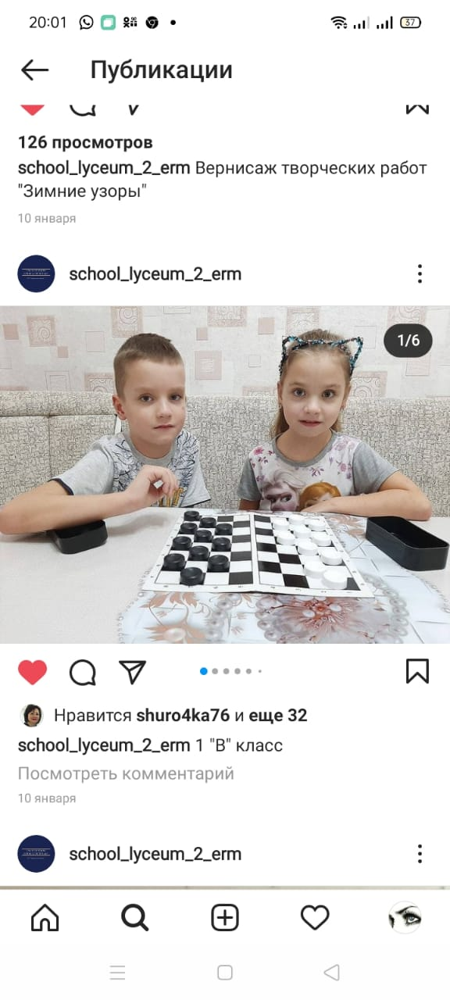 20:01
37
Публикации
126 просмотров
school_lyceum_2_erm Вернисаж творческих работ
"Зимние узоры"
10 января
school_lyceum_2_erm
1/6
Нравится shuro4ka76 и еще 32
school_lyceum_2_erm 1 "В" класс
Посмотреть комментарий
10 января
school_lyceum_2_erm